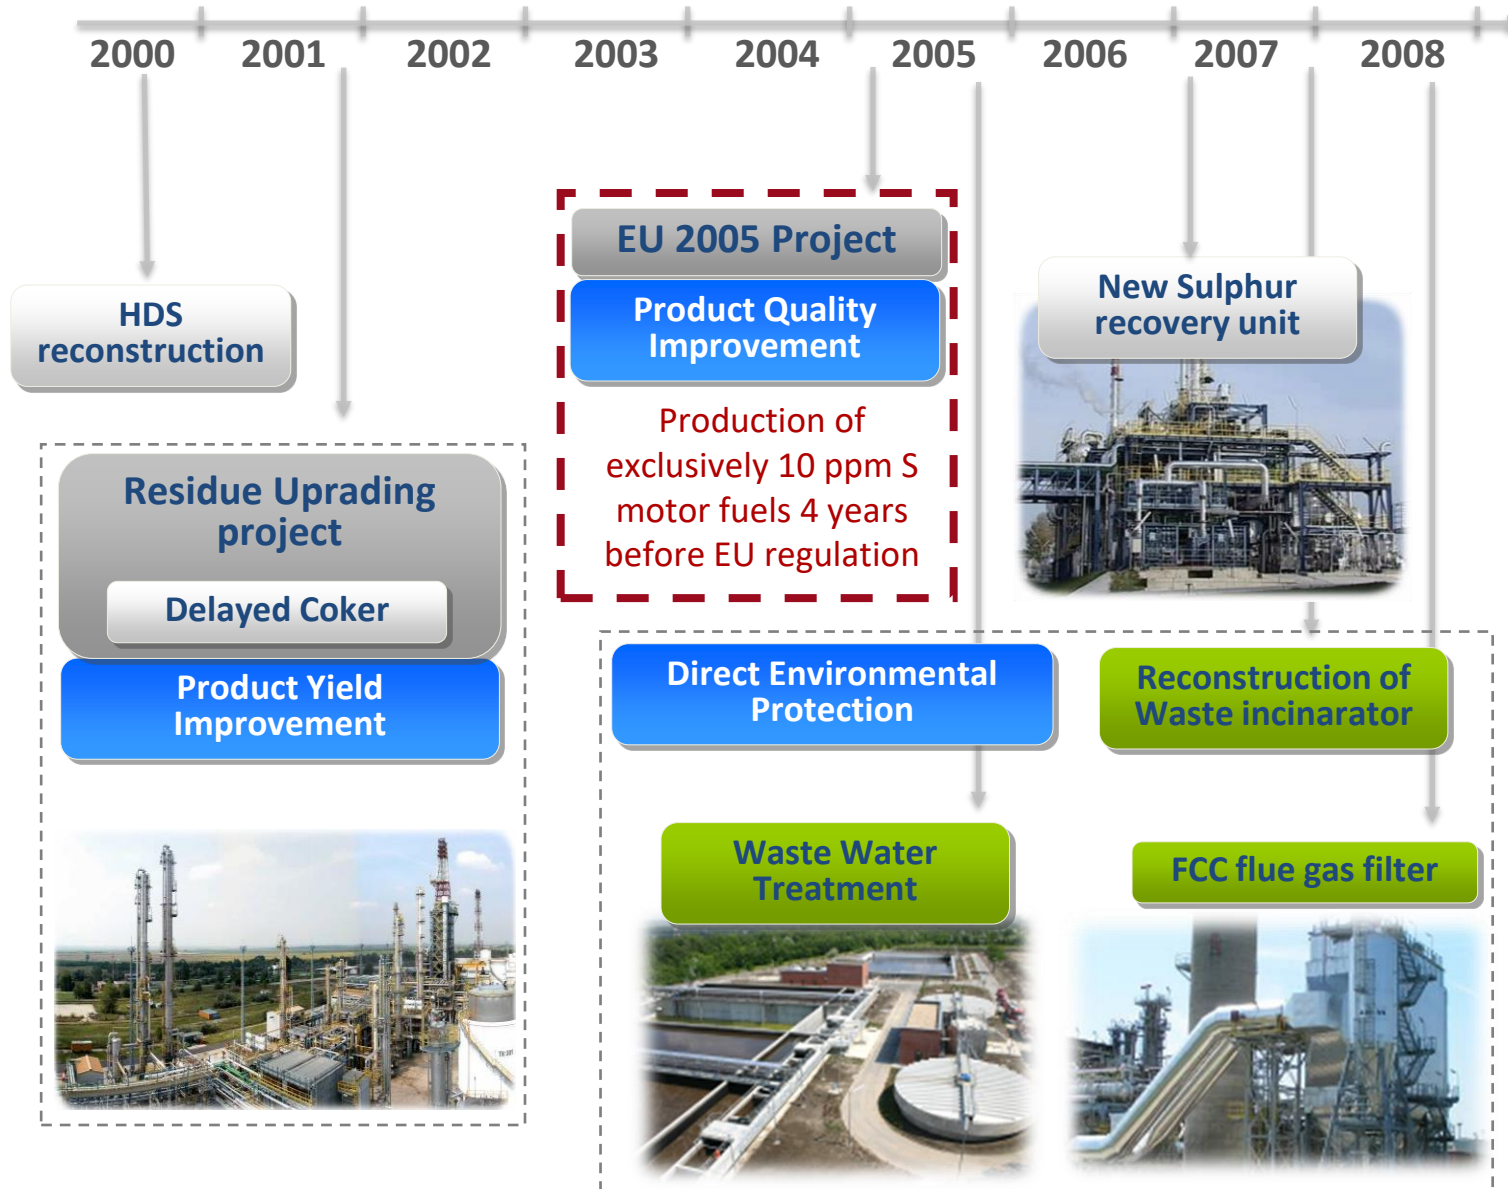 2000 2001 2002 2003 2004 2005 2006 2007 2008
HDS
reconstruction
Residue Uprading
project
Delayed Coker
Product Yield
Improvement
EU 2005 Project
Product Quality
Improvement
Production of
exclusively 10 ppm S
motor fuels 4 years
before EU regulation
New Sulphur
recovery unit
Direct Environmental
Protection
Reconstruction of
Waste incinarator
Waste Water
Treatment
FCC flue gas filter